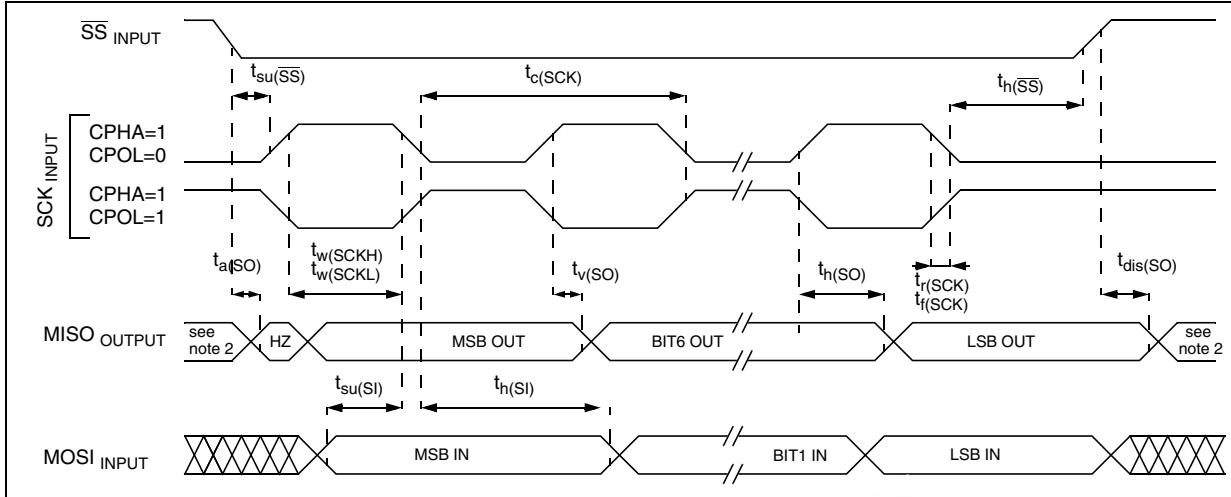 SS INPUT
tsu(SS)
tc(SCK)
th(SS)
SCK INPUT
CPHA=1
CPOL=0
CPHA=1
CPOL=1
ta(SO)
tw(SCKH)
tw(SCKL)
tv(SO)
th(SO)
tr(SCK)
tf(SCK)
tdis(SO)
MISO OUTPUT
see
note 2
HZ
MSB OUT
BIT6 OUT
LSB OUT
see
note 2
tsu(SI)
th(SI)
MOSI INPUT
MSB IN
BIT1 IN
LSB IN